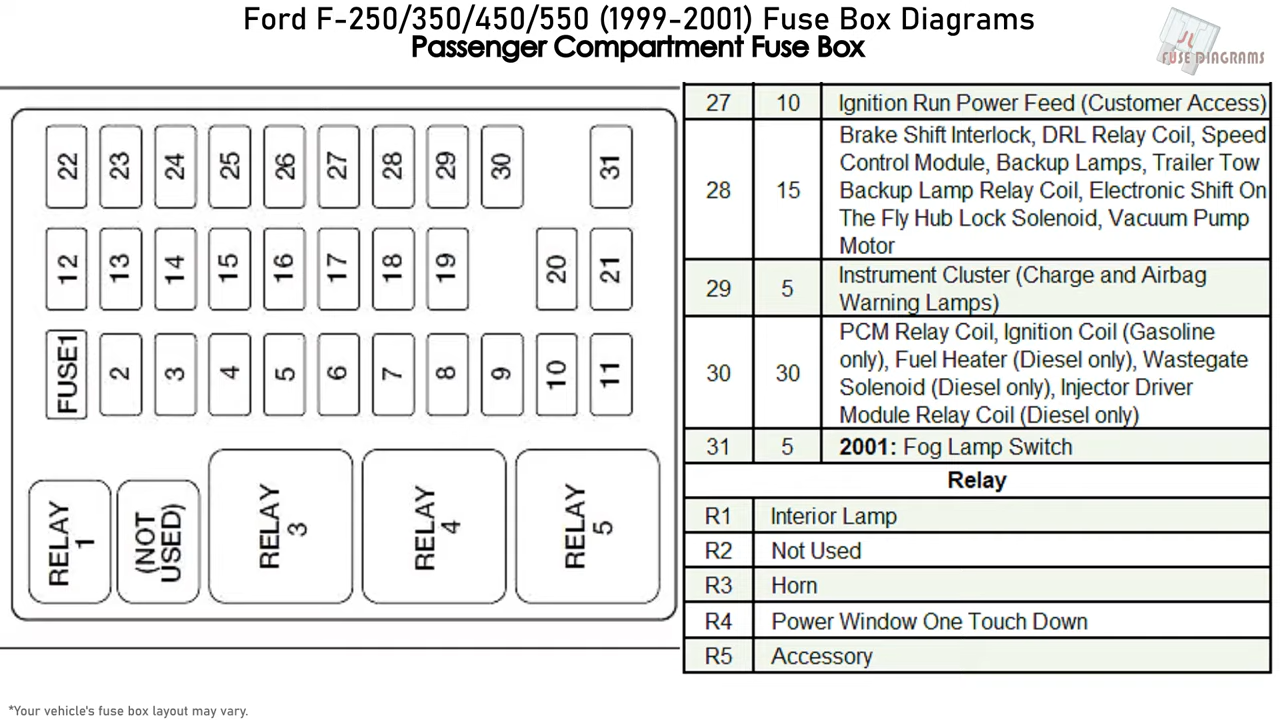 Ford F-250/350/450/550 (1999-2001) Fuse Box Diagrams
Passenger Compartment Fuse Box
JL
FUSE DIAGRAMS
22 23 24 25 26 27 28 29 30 31
12 13 14 15 16 17 18 19 20 21
FUSE1 2 3 4 5 6 7 8 9 10 11
RELAY
1
(NOT
USED)
RELAY
3
RELAY
4
RELAY
5
27 10 Ignition Run Power Feed (Customer Access)
28 15 Brake Shift Interlock, DRL Relay Coil, Speed
Control Module, Backup Lamps, Trailer Tow
Backup Lamp Relay Coil, Electronic Shift On
The Fly Hub Lock Solenoid, Vacuum Pump
Motor
29 5 Instrument Cluster (Charge and Airbag
Warning Lamps)
30 30 PCM Relay Coil, Ignition Coil (Gasoline
only), Fuel Heater (Diesel only), Wastegate
Solenoid (Diesel only), Injector Driver
Module Relay Coil (Diesel only)
31 5 2001: Fog Lamp Switch
Relay
R1 Interior Lamp
R2 Not Used
R3 Horn
R4 Power Window One Touch Down
R5 Accessory
*Your vehicle's fuse box layout may vary.